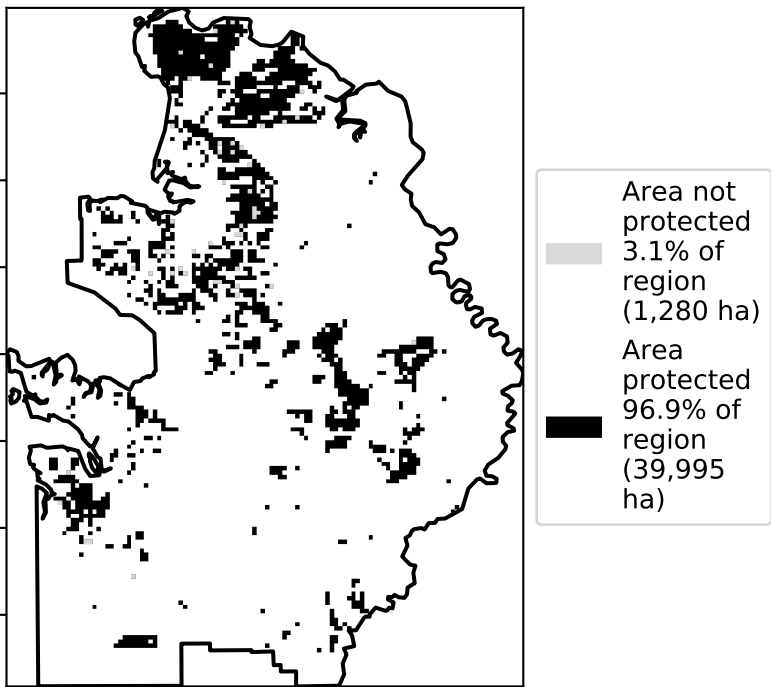 Area not
protected
3.1% of
region
(1,280 ha)
Area
protected
96.9% of
region
(39,995
ha)